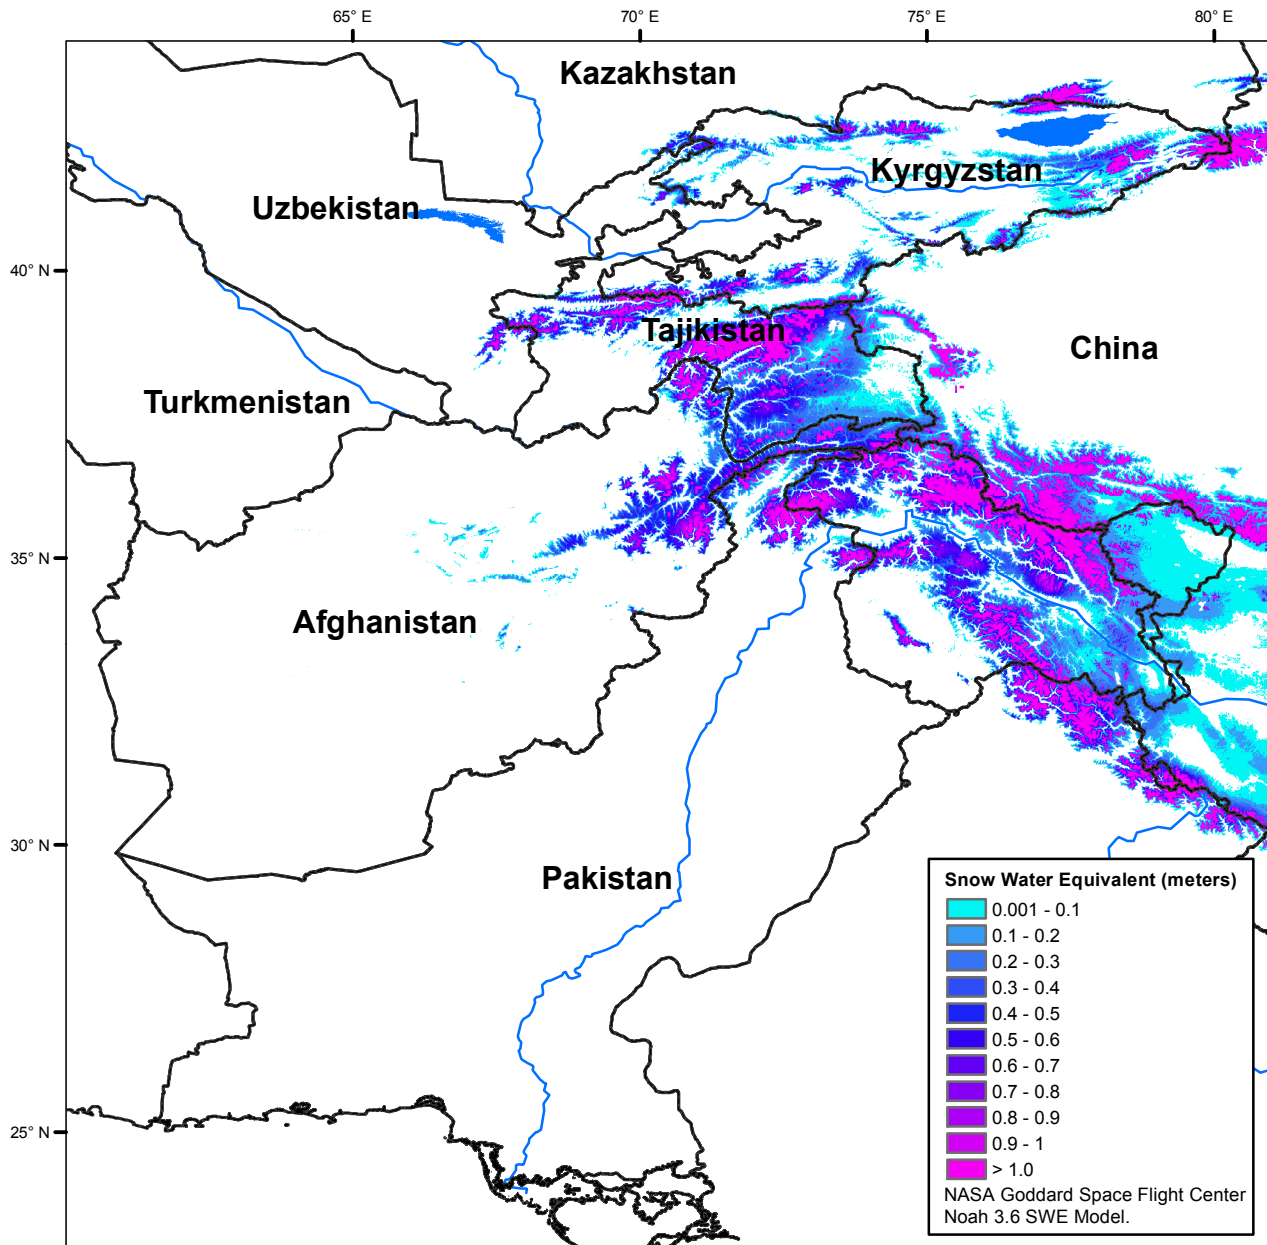 65° E
70° E
75° E
80° E
Kazakhstan
Kyrgyzstan
Uzbekistan
40° N
Tajikistan
China
Turkmenistan
35° N
Afghanistan
30° N
Pakistan
25° N
Snow Water Equivalent (meters)
0.001 - 0.1
0.1 - 0.2
0.2 - 0.3
0.3 - 0.4
0.4 - 0.5
0.5 - 0.6
0.6 - 0.7
0.7 - 0.8
0.8 - 0.9
0.9 - 1
> 1.0
NASA Goddard Space Flight Center
Noah 3.6 SWE Model.